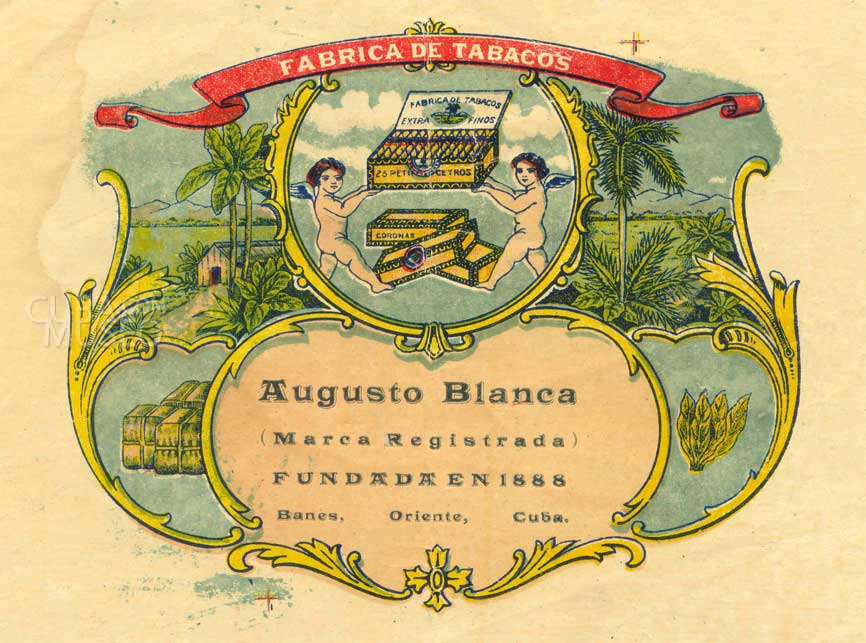 FABRICA DE TABACOS
FABRICA DE TABACOS
EXTRA FINOS
25 PETIT CETROS
CORONAS
Augusto Blanca
(Marca Registrada)
FUNDADA EN 1888
Banes, Oriente, Cuba.